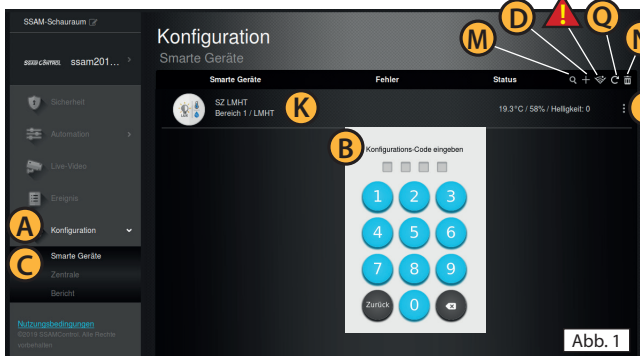 SSAM-Schauraum
SSAMCONTROL ssam201...
Sicherheit
Automation
Live-Video
Ereignis
A Konfiguration
C Smarte Geräte
Zentrale
Bericht
Nutzungsbedingungen
©2019 SSAMControl. Alle Rechte
vorbehalten
Konfiguration
Smarte Geräte
M D ! Q N
Smarte Geräte Fehler Status
SZ LMHT
Bereich 1 / LMHT
K
19.3°C / 58% / Helligkeit: 0
B
Konfigurations-Code eingeben
1 2 3
4 5 6
7 8 9
Zurück 0
Abb. 1